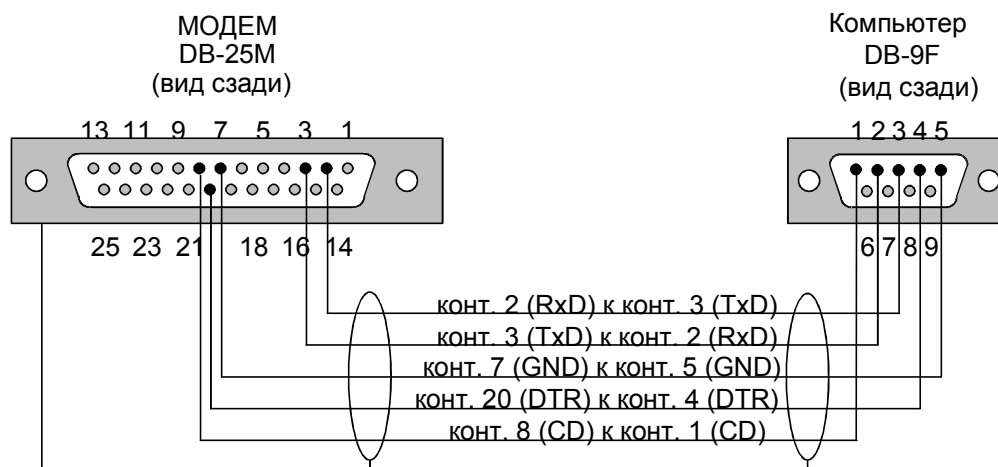 МОДЕМ
DB-25M
(вид сзади)
Компьютер
DB-9F
(вид сзади)
13 11 9 7 5 3 1
1 2 3 4 5
25 23 21 18 16 14
6 7 8 9
конт. 2 (RxD) к конт. 3 (TxD)
конт. 3 (TxD) к конт. 2 (RxD)
конт. 7 (GND) к конт. 5 (GND)
конт. 20 (DTR) к конт. 4 (DTR)
конт. 8 (CD) к конт. 1 (CD)